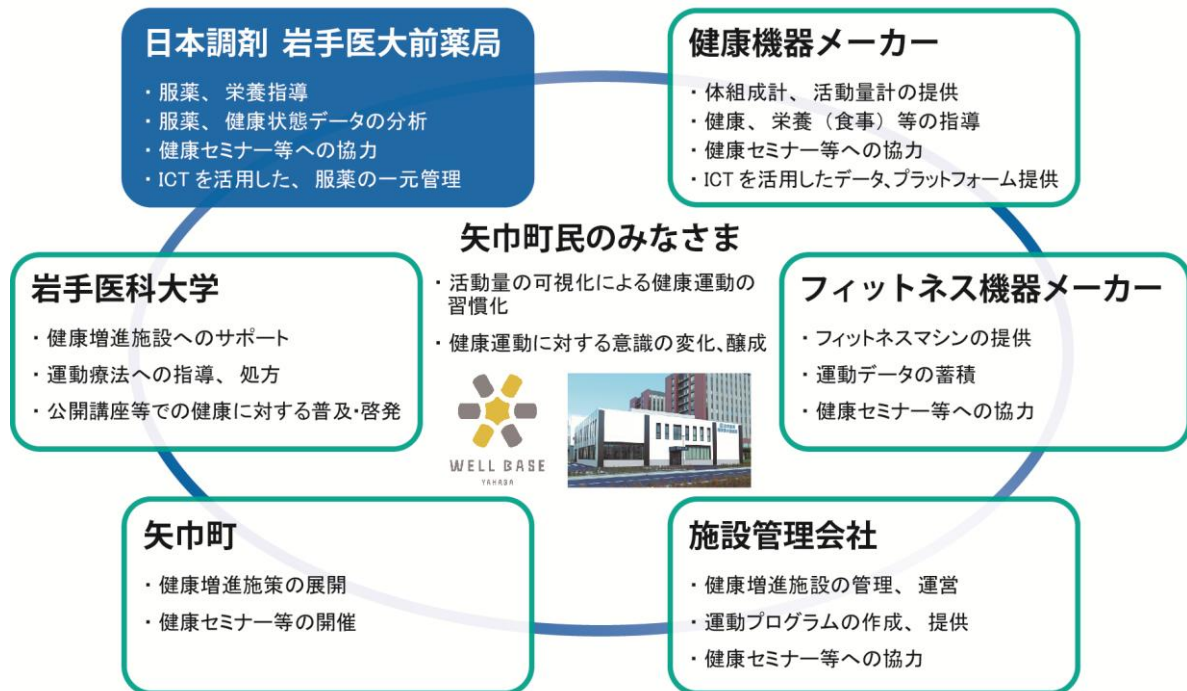 日本調剤 岩手医大前薬局
・服薬、栄養指導
・服薬、健康状態データの分析
・健康セミナー等への協力
・ICTを活用した、服薬の一元管理
健康機器メーカー
・体組成計、活動量計の提供
・健康、栄養（食事）等の指導
・健康セミナー等への協力
・ICTを活用したデータ、プラットフォーム提供
矢巾町民のみなさま
・活動量の可視化による健康運動の
習慣化
・健康運動に対する意識の変化、醸成
WELL BASE
YAHABA
岩手医科大学
・健康増進施設へのサポート
・運動療法への指導、処方
・公開講座等での健康に対する普及・啓発
フィットネス機器メーカー
・フィットネスマシンの提供
・運動データの蓄積
・健康セミナー等への協力
矢巾町
・健康増進施策の展開
・健康セミナー等の開催
施設管理会社
・健康増進施設の管理、運営
・運動プログラムの作成、提供
・健康セミナー等への協力